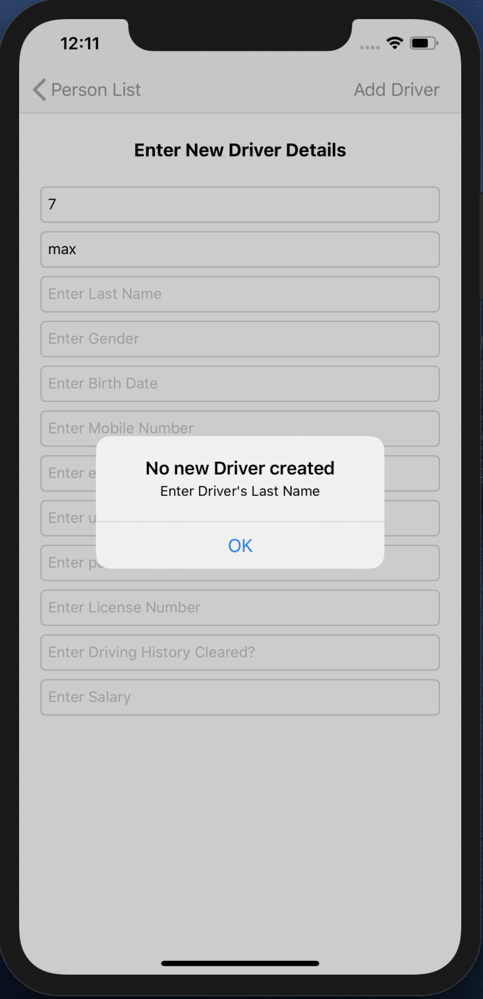 12:11
Person List
Add Driver
Enter New Driver Details
7
max
Enter Last Name
Enter Gender
Enter Birth Date
Enter Mobile Number
Enter
No new Driver created
Enter Driver's Last Name
Enter
OK
Enter
Enter License Number
Enter Driving History Cleared?
Enter Salary